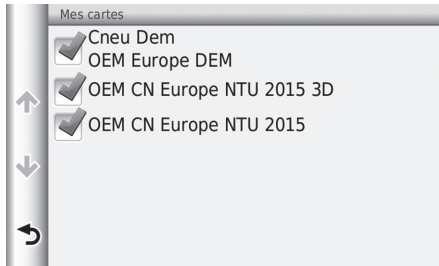 Mes cartes
Cneu Dem
OEM Europe DEM
OEM CN Europe NTU 2015 3D
OEM CN Europe NTU 2015